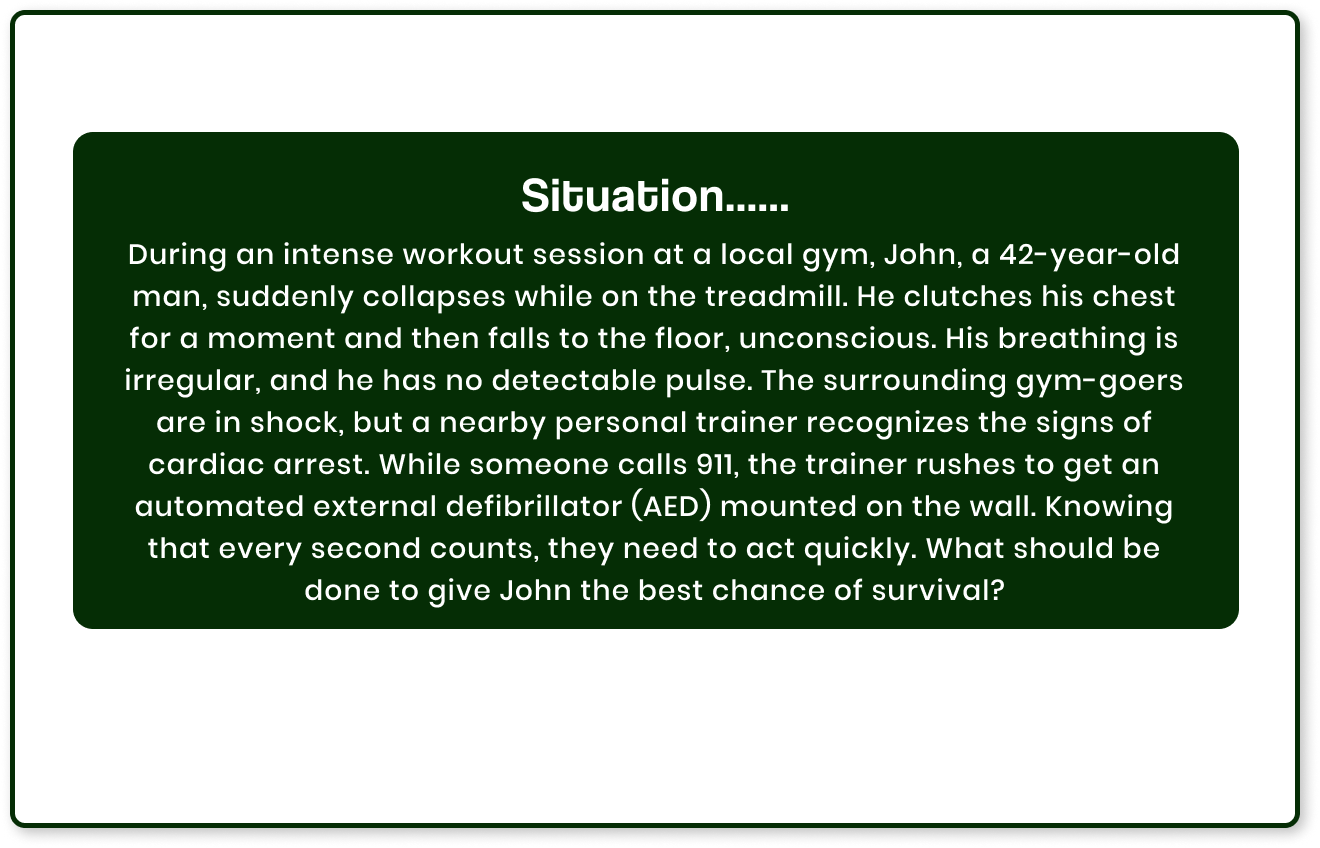 Situation......
During an intense workout session at a local gym, John, a 42-year-old
man, suddenly collapses while on the treadmill. He clutches his chest
for a moment and then falls to the floor, unconscious. His breathing is
irregular, and he has no detectable pulse. The surrounding gym-goers
are in shock, but a nearby personal trainer recognizes the signs of
cardiac arrest. While someone calls 911, the trainer rushes to get an
automated external defibrillator (AED) mounted on the wall. Knowing
that every second counts, they need to act quickly. What should be
done to give John the best chance of survival?